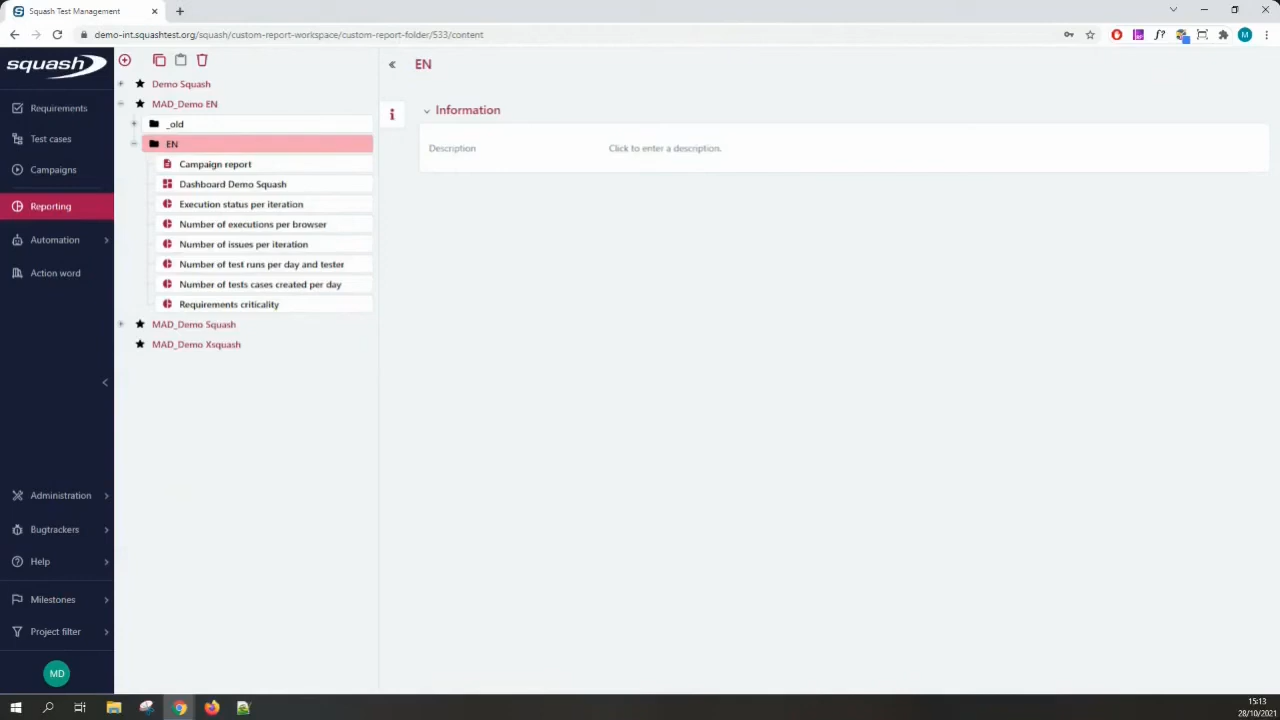 Squash Test Management
demo-int.squashtest.org/squash/custom-report-workspace/custom-report-folder/533/content
M
squash
Requirements
Test cases
Campaigns
Reporting
Automation
Action word
Administration
Bugtrackers
Help
Milestones
Project filter
MD
Demo Squash
MAD_Demo EN
_old
EN
Campaign report
Dashboard Demo Squash
Execution status per iteration
Number of executions per browser
Number of issues per iteration
Number of test runs per day and tester
Number of tests cases created per day
Requirements criticality
MAD_Demo Squash
MAD_Demo Xsquash
EN
Information
Description
Click to enter a description.
15:13
28/10/2021